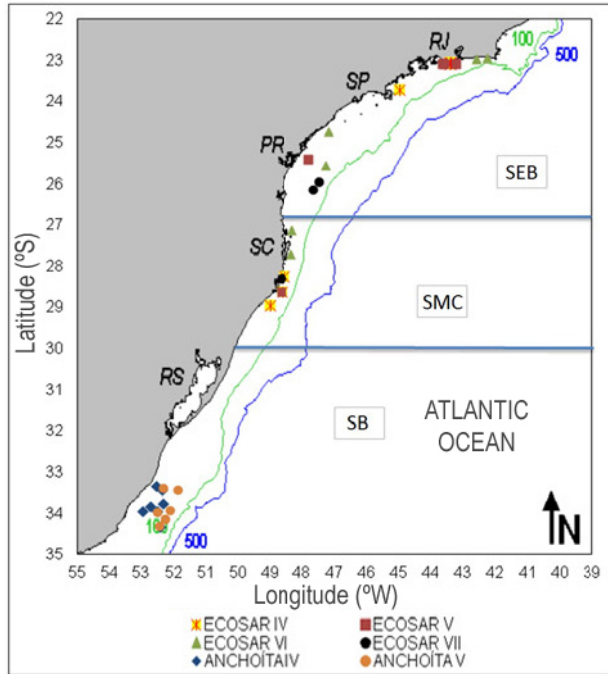 22
23
24
25
26
27
28
29
30
31
32
33
34
35
Latitude (ºS)
RJ
SP
PR
SC
RS
100
500
SEB
SMC
SB
ATLANTIC
OCEAN
N
100
500
55 54 53 52 51 50 49 48 47 46 45 44 43 42 41 40 39
Longitude (ºW)
ECOSAR IV ECOSAR V
ECOSAR VI ECOSAR VII
ANCHOÍTA IV ANCHOÍTA V